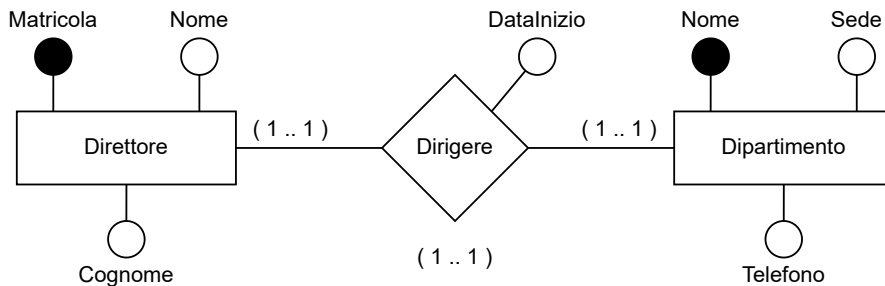 Matricola
Nome
DataInizio
Nome
Sede
( 1 .. 1 )
( 1 .. 1 )
Direttore
Dirigere
Dipartimento
( 1 .. 1 )
Cognome
Telefono